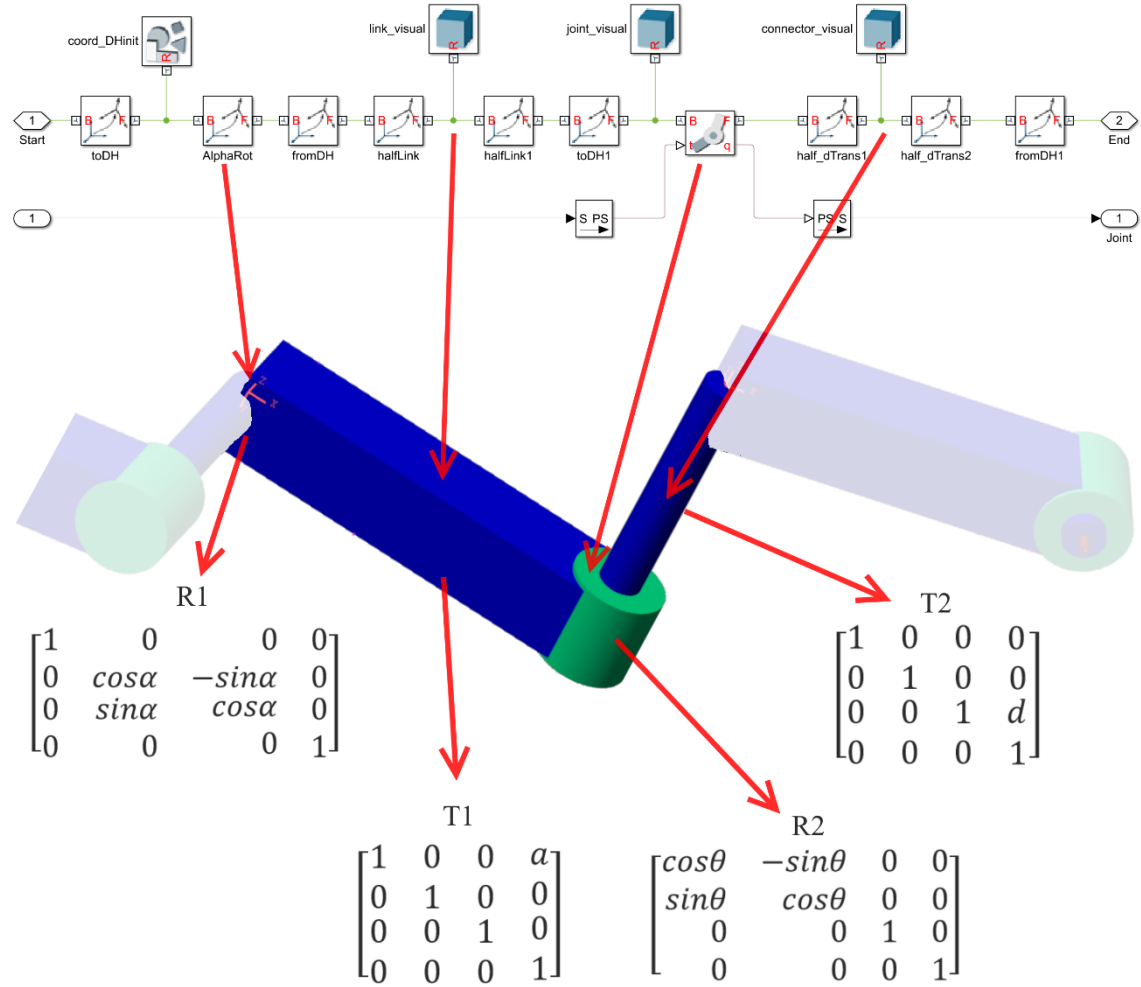 coord_DHinit
link_visual
joint_visual
connector_visual
R
R
R
R
1
B F
B F
B F
B F
B F
B F
B F
B F
B F
B F
2
Start
toDH
AlphaRot
fromDH
halfLink
halfLink1
toDH1
t q
half_dTrans1
half_dTrans2
fromDH1
End
1
S PS
PS S
1
Joint
R1
1 0 0 0
0 cosα −sinα 0
0 sinα cosα 0
0 0 0 1
T2
1 0 0 0
0 1 0 0
0 0 1 d
0 0 0 1
T1
1 0 0 a
0 1 0 0
0 0 1 0
0 0 0 1
R2
cosθ −sinθ 0 0
sinθ cosθ 0 0
0 0 1 0
0 0 0 1